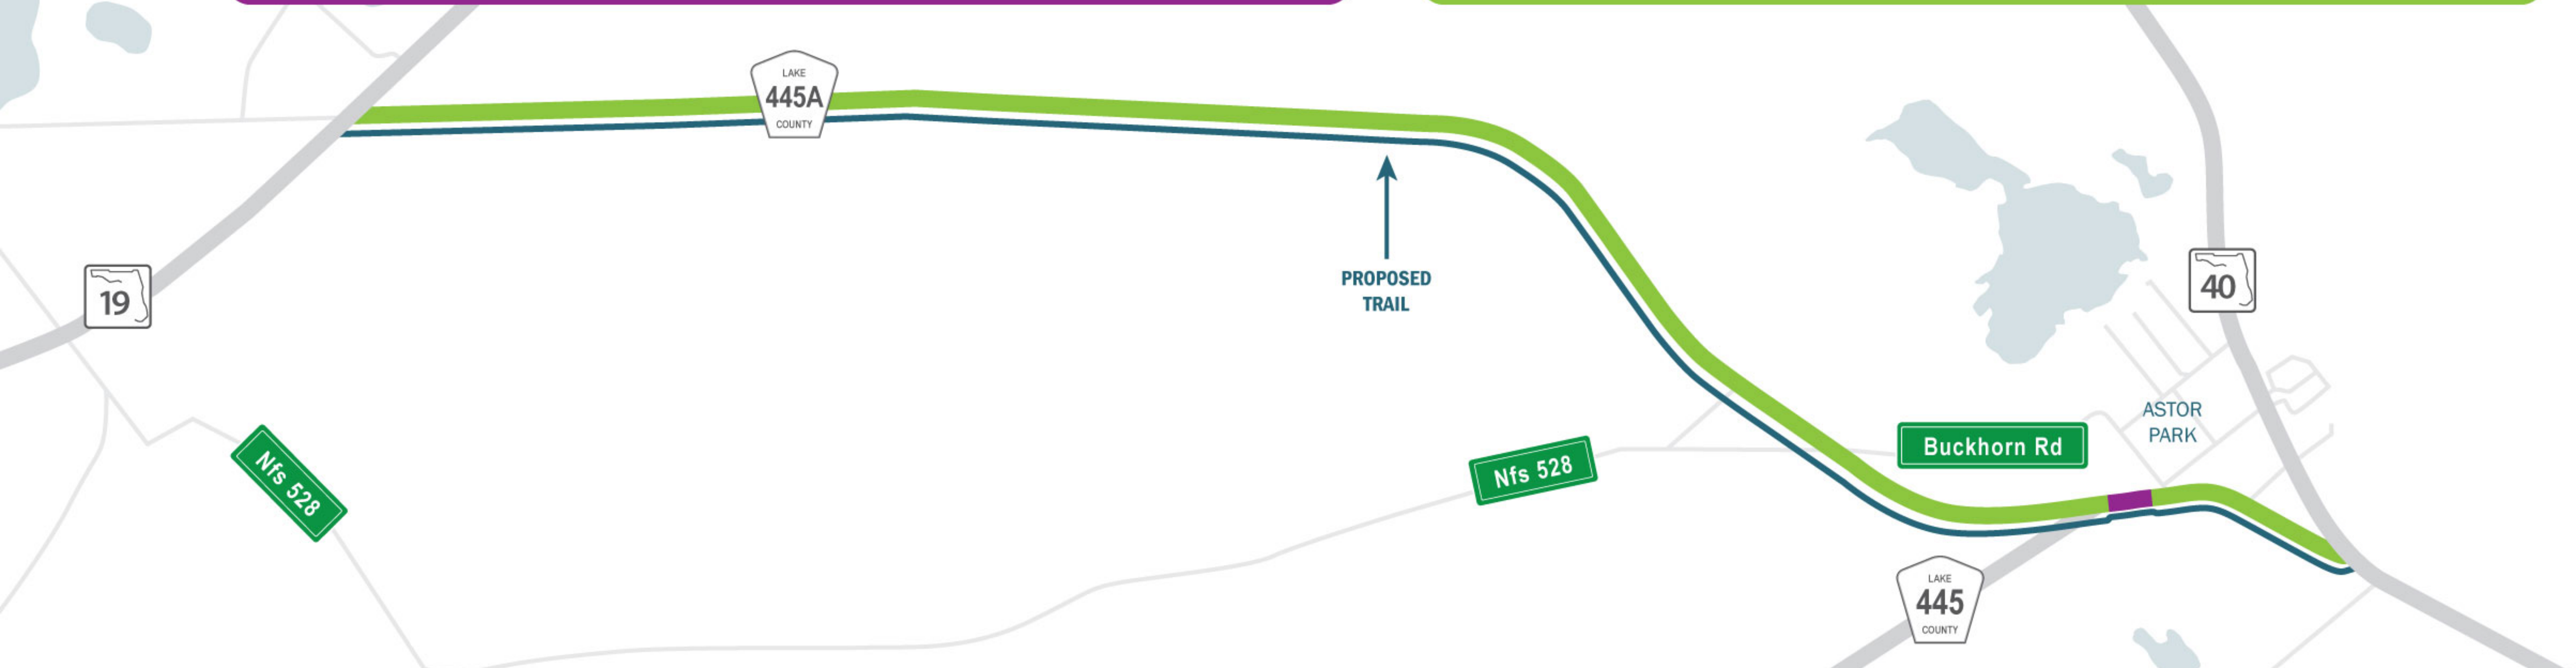 LAKE
445A
COUNTY
19
PROPOSED
TRAIL
40
ASTOR
PARK
Buckhorn Rd
Nfs 528
Nfs 528
LAKE
445
COUNTY